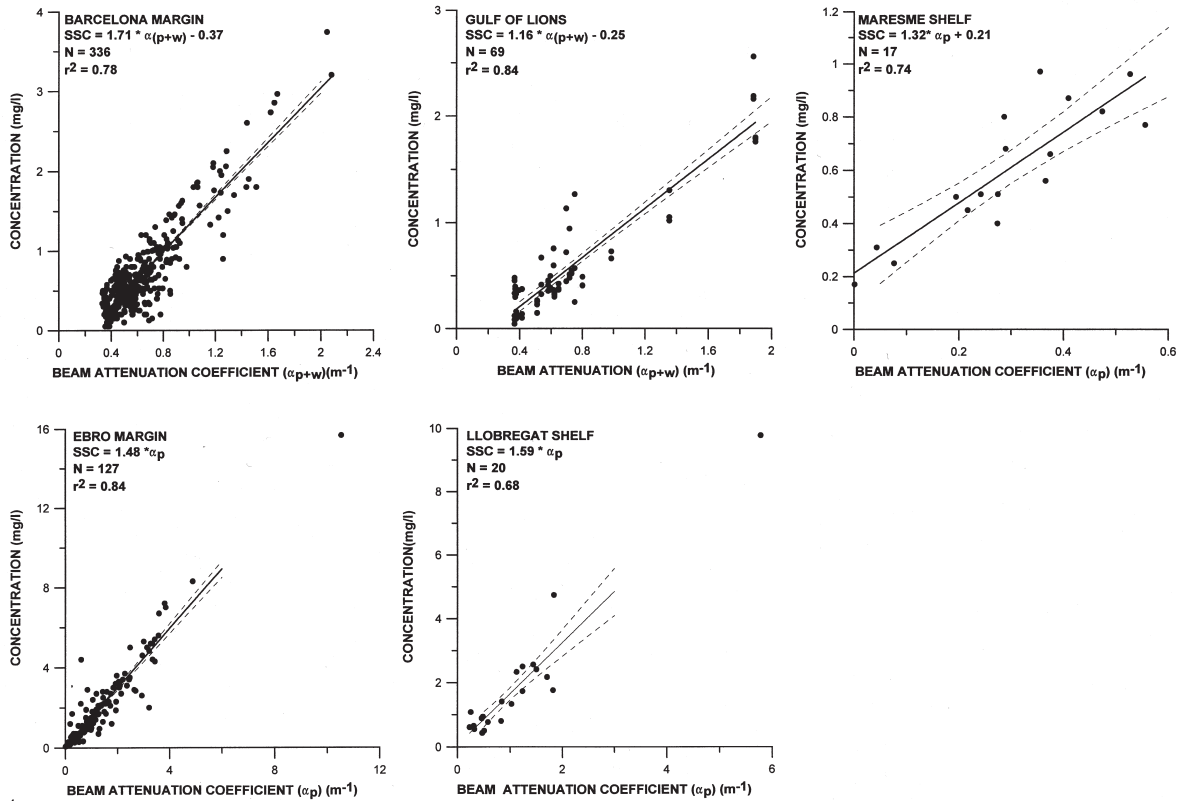 BARCELONA MARGIN
SSC = 1.71 * α(p+w) - 0.37
N = 336
r2 = 0.78
CONCENTRATION (mg/l)
4
3
2
1
0
0 0.4 0.8 1.2 1.6 2 2.4
BEAM ATTENUATION COEFFICIENT (αp+w)(m-1)
GULF OF LIONS
SSC = 1.16 * α(p+w) - 0.25
N = 69
r2 = 0.84
CONCENTRATION (mg/l)
3
2
1
0
0 0.4 0.8 1.2 1.6 2
BEAM ATTENUATION (αp+w) (m-1)
MARESME SHELF
SSC = 1.32* αp + 0.21
N = 17
r2 = 0.74
CONCENTRATION (mg/l)
1.2
1
0.8
0.6
0.4
0.2
0
0 0.2 0.4 0.6
BEAM ATTENUATION COEFFICIENT (αp) (m-1)
EBRO MARGIN
SSC = 1.48 *αp
N = 127
r2 = 0.84
CONCENTRATION (mg/l)
16
12
8
4
0
0 4 8 12
BEAM ATTENUATION COEFFICIENT (αp) (m-1)
LLOBREGAT SHELF
SSC = 1.59 * αp
N = 20
r2 = 0.68
CONCENTRATION(mg/l)
10
8
6
4
2
0
0 2 4 6
BEAM ATTENUATION COEFFICIENT (αp) (m-1)